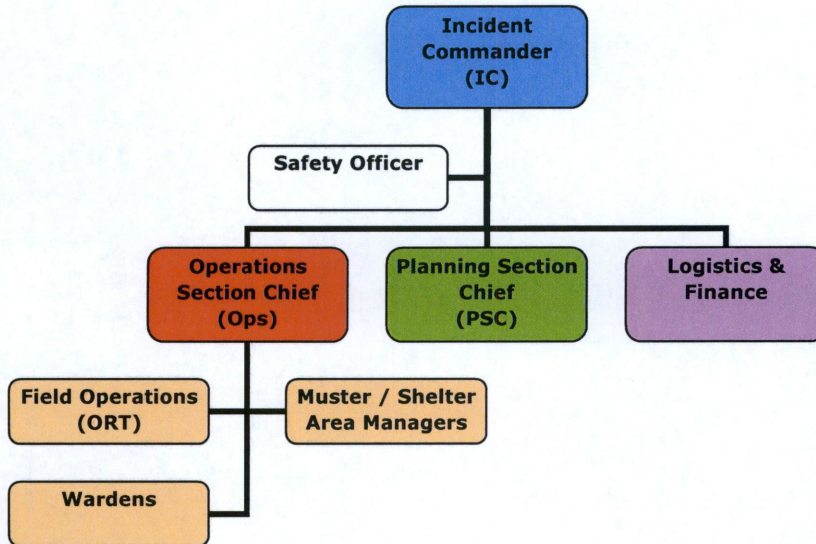 Incident
Commander
(IC)
Safety Officer
Operations
Section Chief
(Ops)
Planning Section
Chief
(PSC)
Logistics &
Finance
Field Operations
(ORT)
Muster / Shelter
Area Managers
Wardens